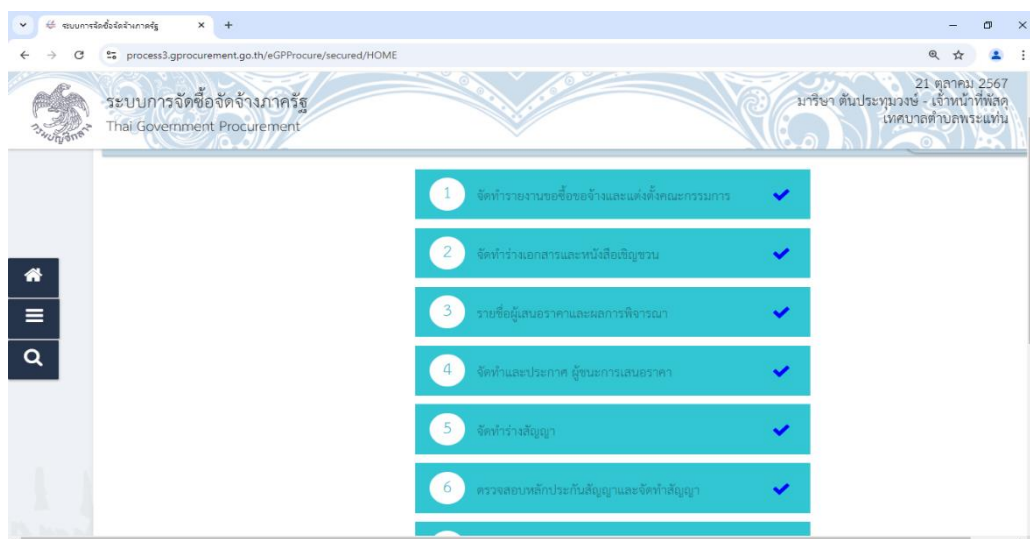 ระบบการจัดซื้อจัดจ้างภาครัฐ
process3.gprocurement.go.th/eGPProcure/secured/HOME
กรมบัญชีกลาง
ระบบการจัดซื้อจัดจ้างภาครัฐ
Thai Government Procurement
21 ตุลาคม 2567
มารีษา ตันประทุมวงษ์ - เจ้าหน้าที่พัสดุ
เทศบาลตำบลพระแท่น
1 จัดทำรายงานขอซื้อขอจ้างและแต่งตั้งคณะกรรมการ
2 จัดทำร่างเอกสารและหนังสือเชิญชวน
3 รายชื่อผู้เสนอราคาและผลการพิจารณา
4 จัดทำและประกาศ ผู้ชนะการเสนอราคา
5 จัดทำร่างสัญญา
6 ตรวจสอบหลักประกันสัญญาและจัดทำสัญญา